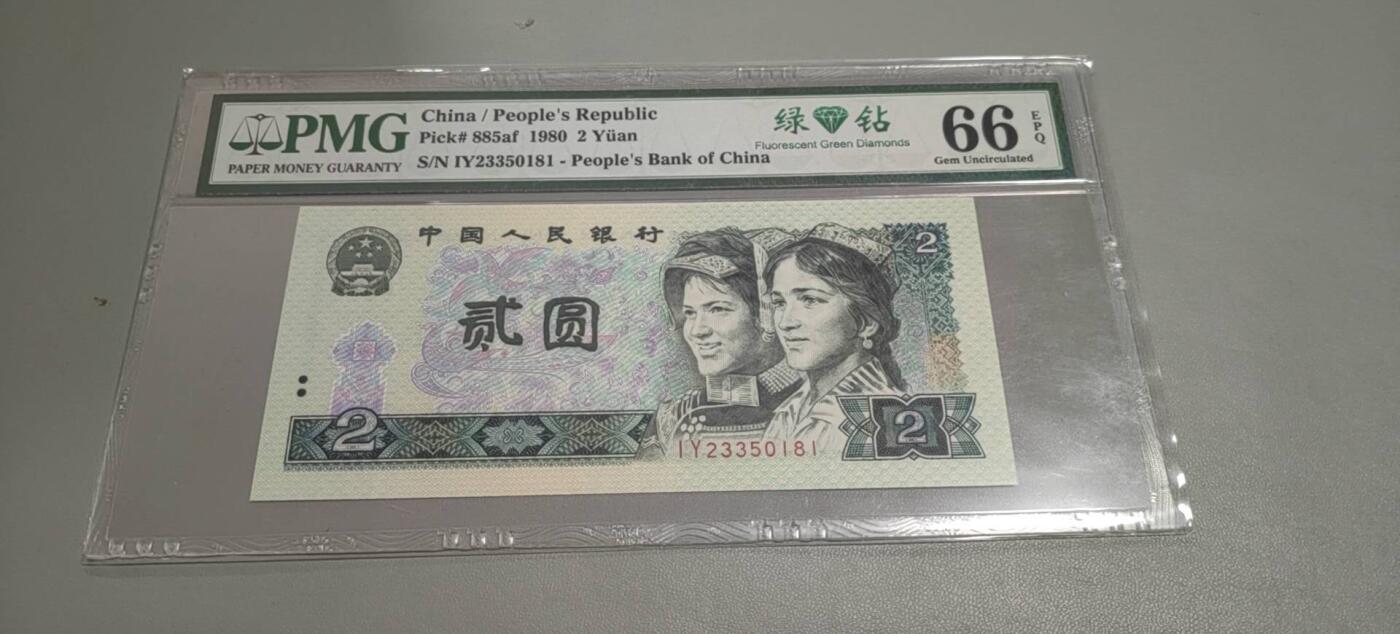 PMG
PAPER MONEY GUARANTY
China / People's Republic
Pick# 885af 1980 2 Yüan
S/N IY23350181 - People's Bank of China
绿 钻
Fluorescent Green Diamonds
66
EPQ
Gem Uncirculated
中国人民银行
2
贰圆
2
2
IY23350181